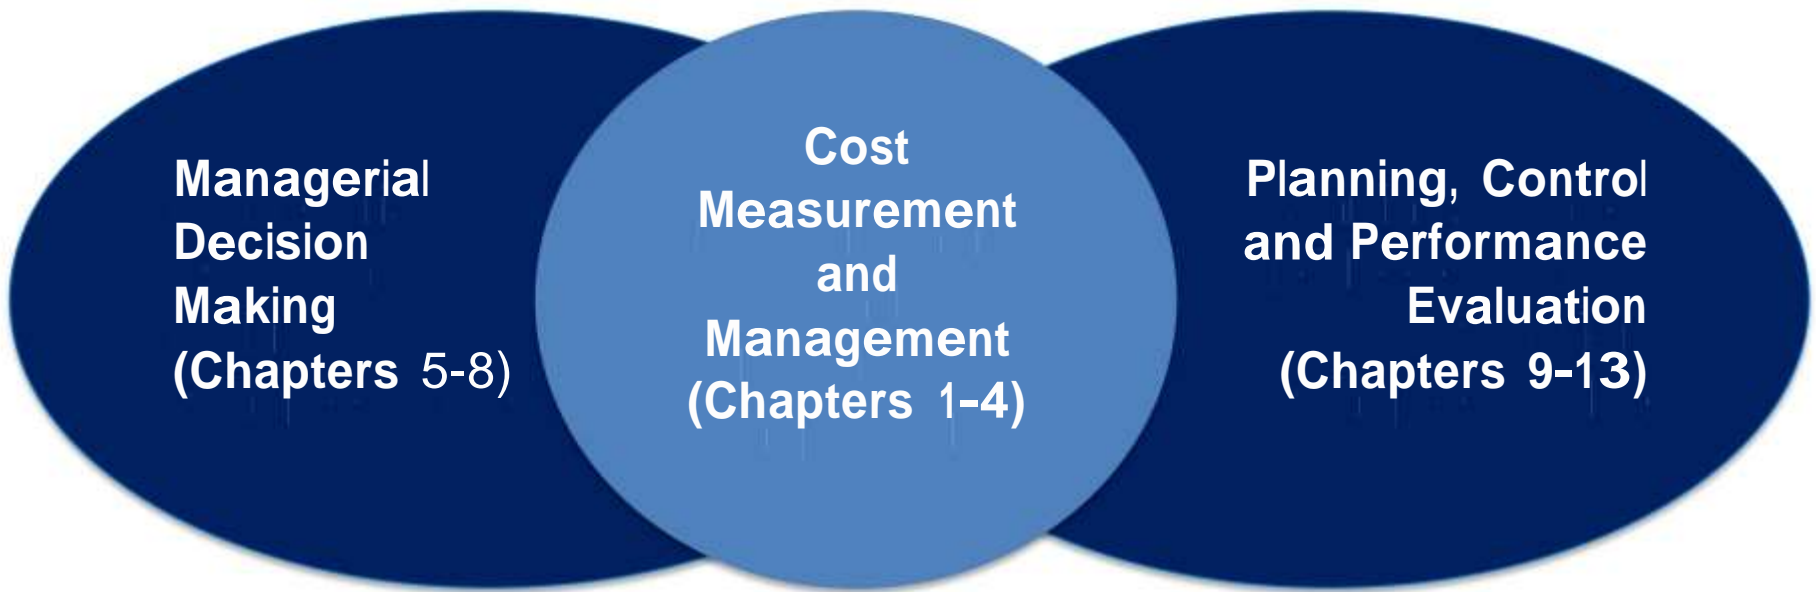 Managerial
Decision
Making
(Chapters 5-8)
Cost
Measurement
and
Management
(Chapters 1-4)
Planning, Control
and Performance
Evaluation
(Chapters 9-13)